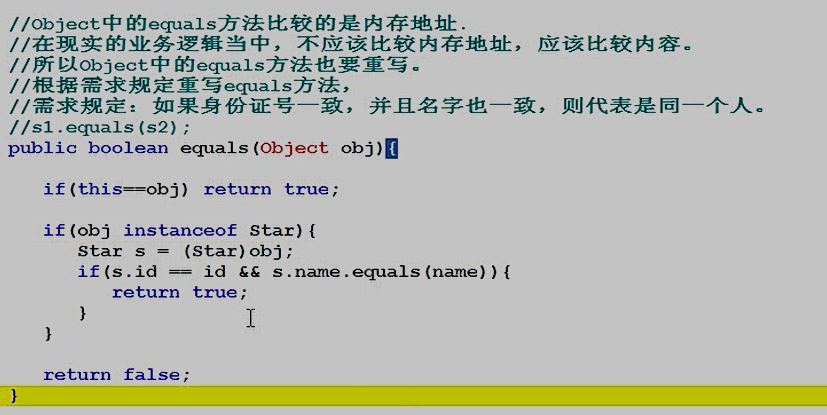 //Object中的equals方法比较的是内存地址.
//在现实的业务逻辑当中，不应该比较内存地址，应该比较内容。
//所以Object中的equals方法也要重写。
//根据需求规定重写equals方法，
//需求规定：如果身份证号一致，并且名字也一致，则代表是同一个人。
//s1.equals(s2);
public boolean equals(Object obj){
if(this==obj) return true;
if(obj instanceof Star){
Star s = (Star)obj;
if(s.id == id && s.name.equals(name)){
return true;
}
}
return false;
}